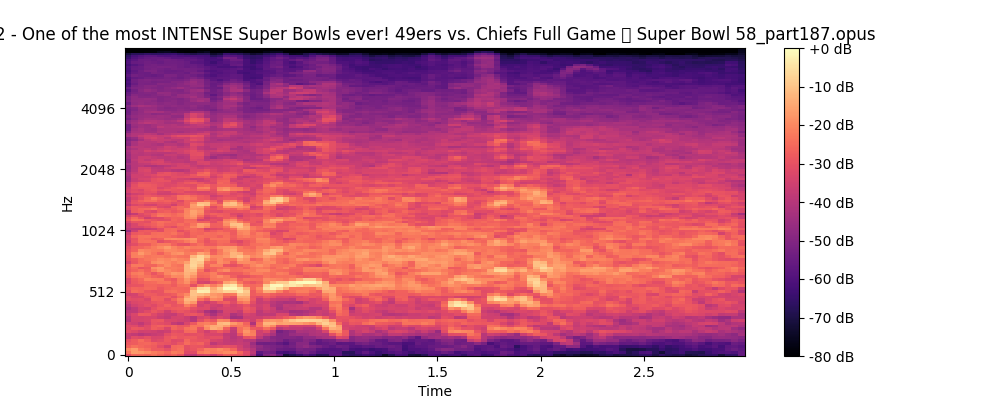 2 - One of the most INTENSE Super Bowls ever! 49ers vs. Chiefs Full Game  Super Bowl 58_part187.opus
+0 dB
-10 dB
-20 dB
-30 dB
-40 dB
-50 dB
-60 dB
-70 dB
-80 dB
4096
2048
1024
512
0
Hz
0
0.5
1
1.5
2
2.5
Time